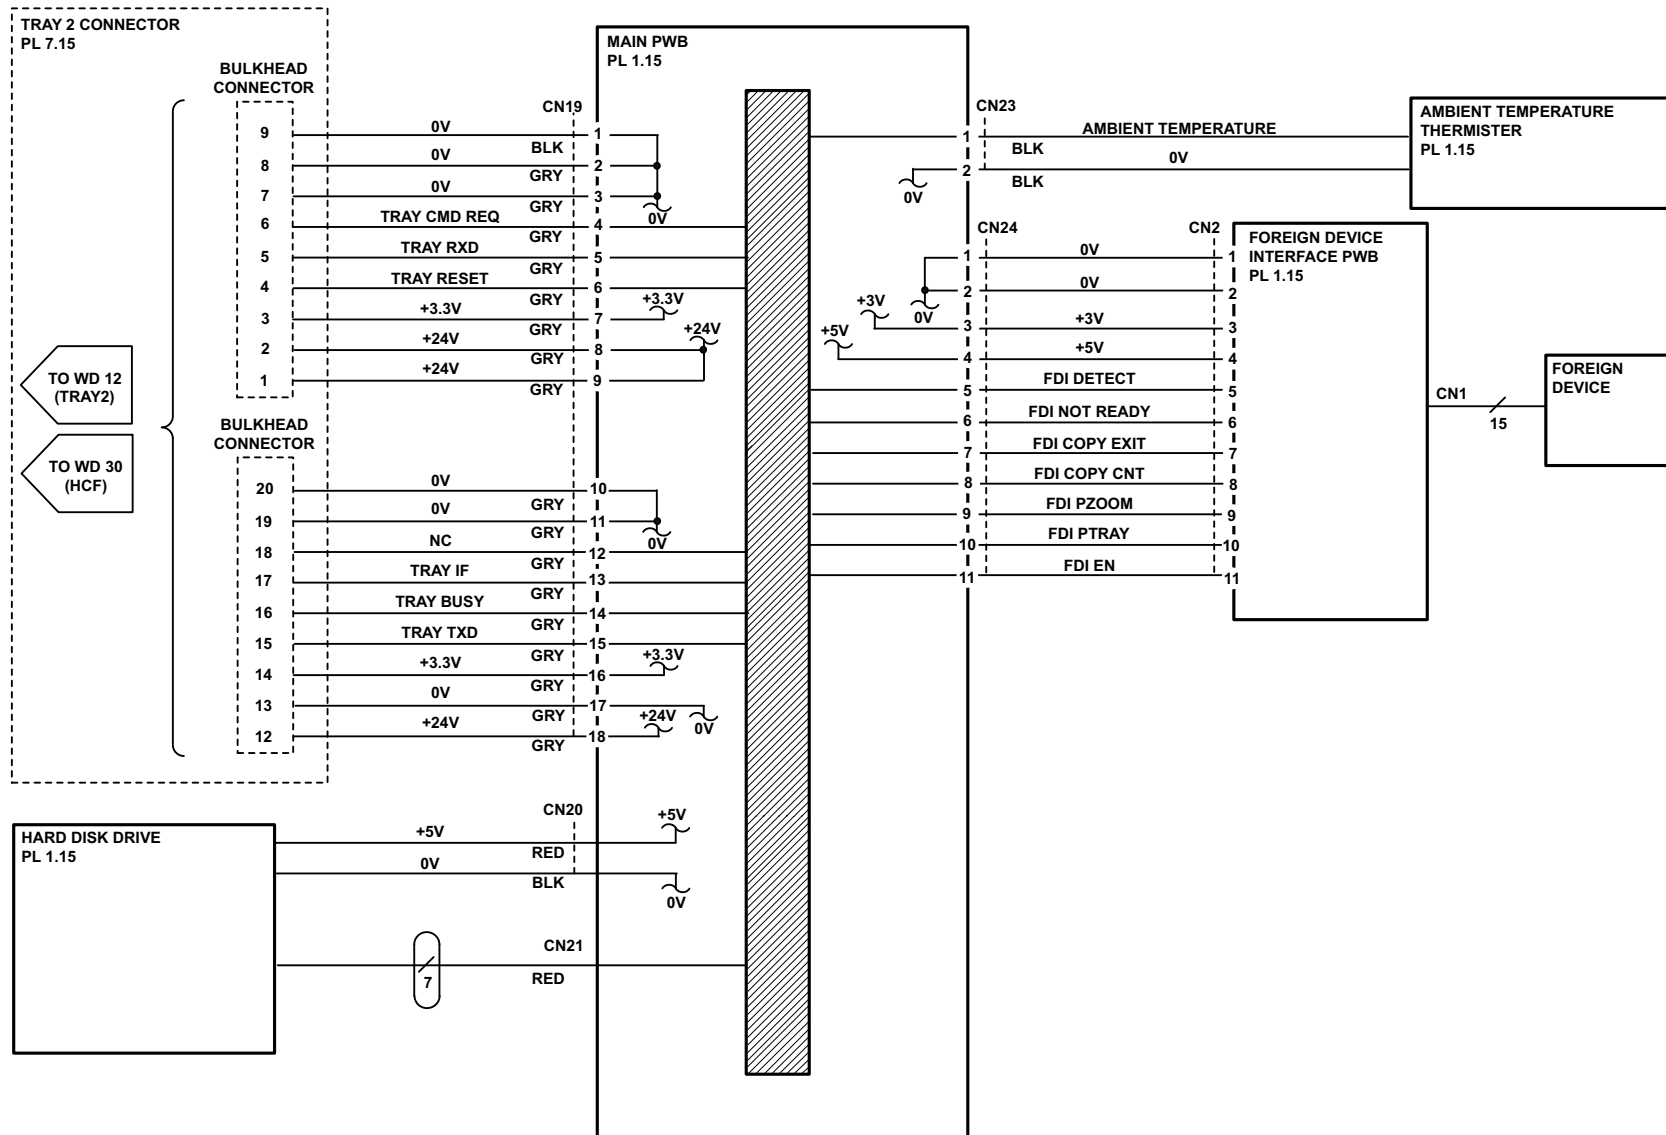 TRAY 2 CONNECTOR
PL 7.15
BULKHEAD
CONNECTOR
CN19
9 0V BLK 1
8 0V GRY 2
7 0V GRY 3
0V
6 TRAY CMD REQ GRY 4
5 TRAY RXD GRY 5
4 TRAY RESET GRY 6
3 +3.3V GRY 7 +3.3V
2 +24V GRY 8 +24V
1 +24V GRY 9
TO WD 12
(TRAY2)
TO WD 30
(HCF)
BULKHEAD
CONNECTOR
20 0V GRY 10
19 0V GRY 11
0V
18 NC GRY 12
17 TRAY IF GRY 13
16 TRAY BUSY GRY 14
15 TRAY TXD GRY 15
14 +3.3V GRY 16 +3.3V
13 0V GRY 17 0V
12 +24V GRY 18 +24V
HARD DISK DRIVE
PL 1.15
CN20
+5V RED +5V
0V BLK 0V
CN21
7 RED
MAIN PWB
PL 1.15
CN23
1 AMBIENT TEMPERATURE BLK
0V 2 0V BLK
AMBIENT TEMPERATURE
THERMISTER
PL 1.15
CN24 CN2
1 0V 1
2 0V 2
0V
+3V 3 +3V 3
+5V 4 +5V 4
5 FDI DETECT 5
6 FDI NOT READY 6
7 FDI COPY EXIT 7
8 FDI COPY CNT 8
9 FDI PZOOM 9
10 FDI PTRAY 10
11 FDI EN 11
FOREIGN DEVICE
INTERFACE PWB
PL 1.15
CN1
15
FOREIGN
DEVICE